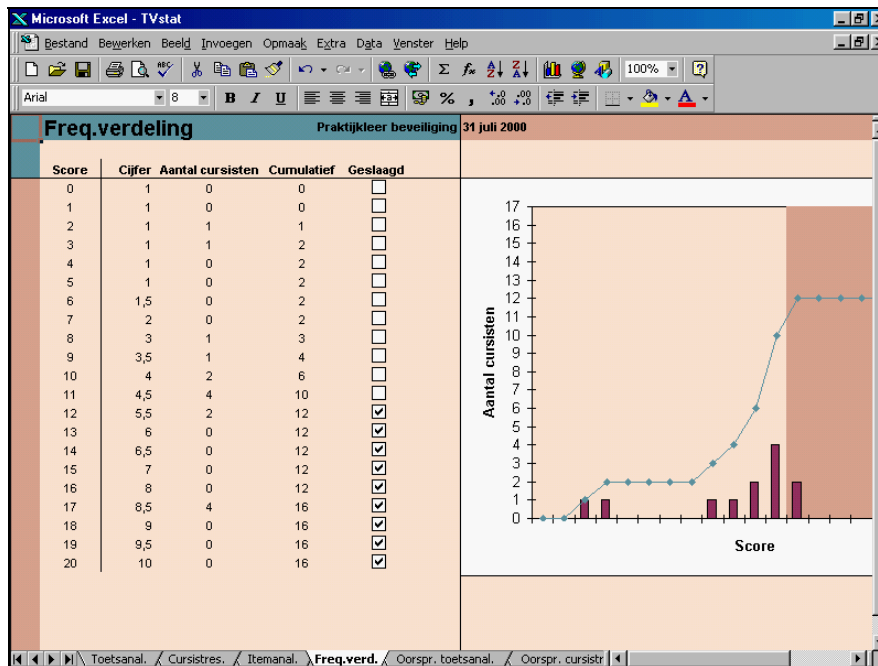 Microsoft Excel - TVstat
Bestand Bewerken Beeld Invoegen Opmaak Extra Data Venster Help
100%
Arial 8 B I U % ,
Freq.verdeling Praktijkleer beveiliging 31 juli 2000
Score Cijfer Aantal cursisten Cumulatief Geslaagd
0 1 0 0
1 1 0 0
2 1 1 1
3 1 1 2
4 1 0 2
5 1 0 2
6 1,5 0 2
7 2 0 2
8 3 1 3
9 3,5 1 4
10 4 2 6
11 4,5 4 10
12 5,5 2 12
13 6 0 12
14 6,5 0 12
15 7 0 12
16 8 0 12
17 8,5 4 16
18 9 0 16
19 9,5 0 16
20 10 0 16
Aantal cursisten
17
16
15
14
13
12
11
10
9
8
7
6
5
4
3
2
1
0
Score
Toetsanal. Cursistres. Itemanal. Freq.verd. Oorspr. toetsanal. Oorspr. cursistr